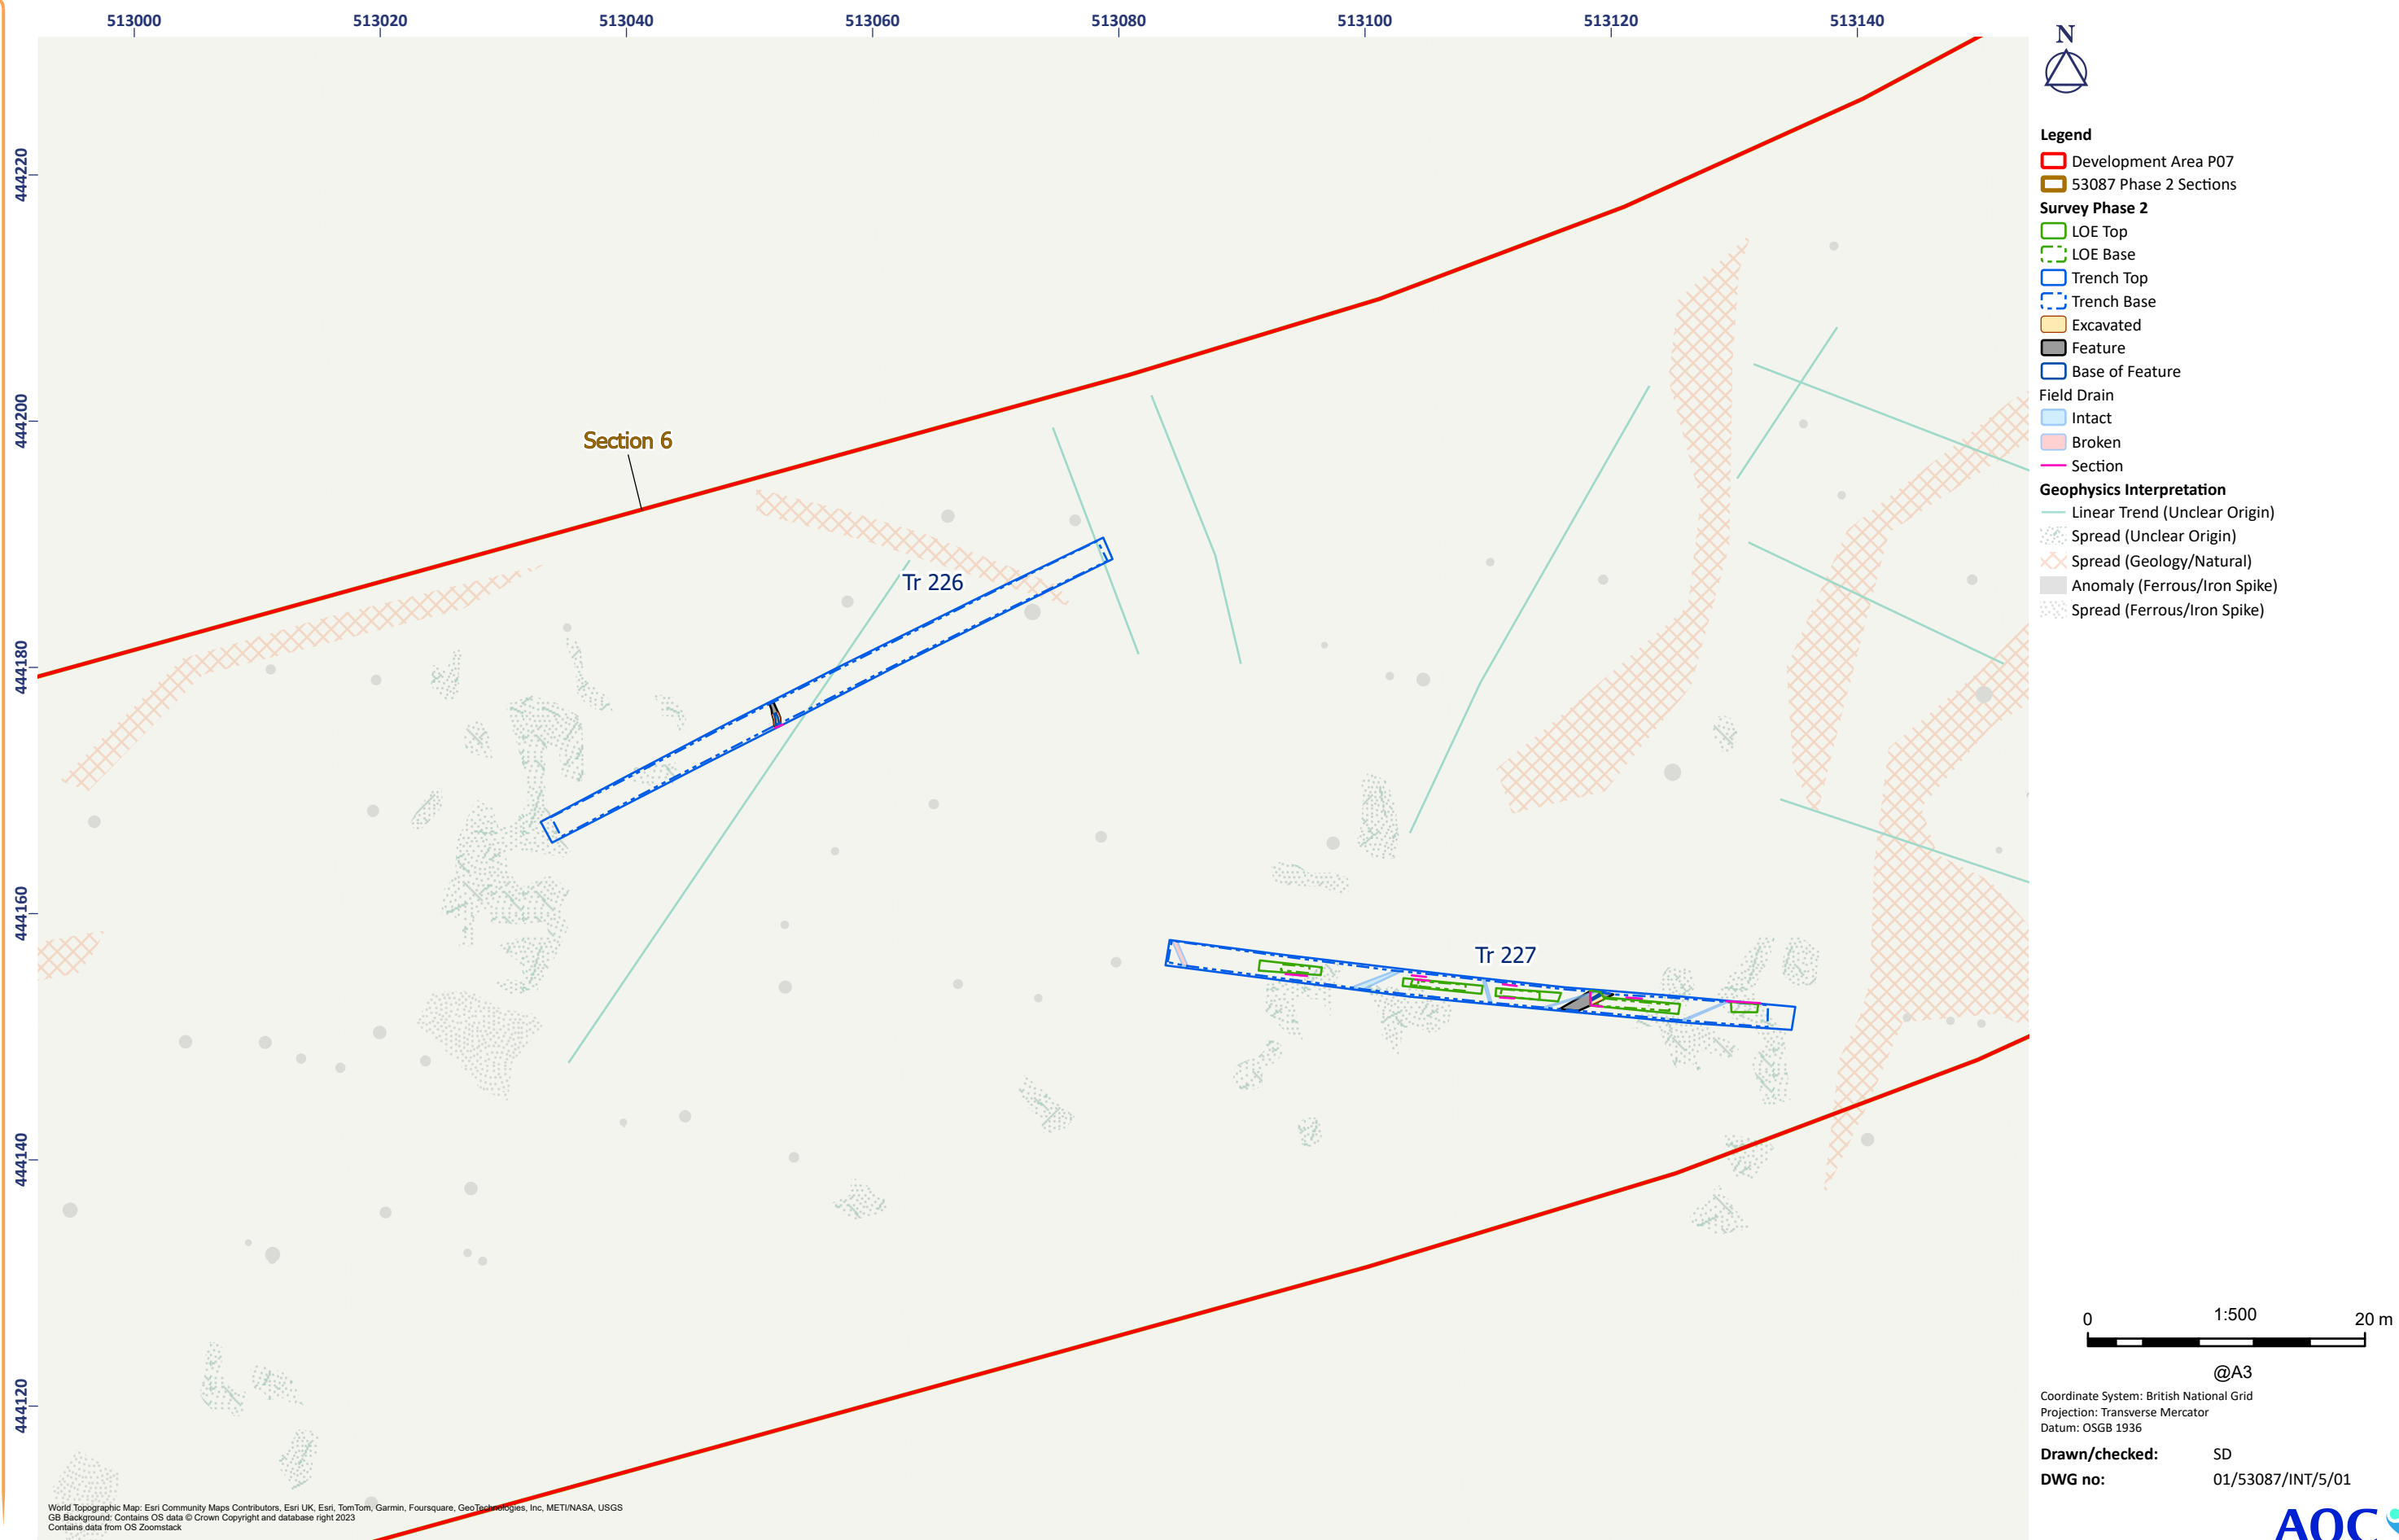 513000 513020 513040 513060 513080 513100 513120 513140
444220
444200
444180
444160
444140
444120
Section 6
Tr 226
Tr 227
N
Legend
Development Area P07
53087 Phase 2 Sections
Survey Phase 2
LOE Top
LOE Base
Trench Top
Trench Base
Excavated
Feature
Base of Feature
Field Drain
Intact
Broken
Section
Geophysics Interpretation
Linear Trend (Unclear Origin)
Spread (Unclear Origin)
Spread (Geology/Natural)
Anomaly (Ferrous/Iron Spike)
Spread (Ferrous/Iron Spike)
0 1:500 20 m
@A3
Coordinate System: British National Grid
Projection: Transverse Mercator
Datum: OSGB 1936
Drawn/checked: SD
DWG no: 01/53087/INT/5/01
AOC
World Topographic Map: Esri Community Maps Contributors, Esri UK, Esri, TomTom, Garmin, Foursquare, GeoTechnologies, Inc, METI/NASA, USGS
GB Background: Contains OS data © Crown Copyright and database right 2023
Contains data from OS Zoomstack